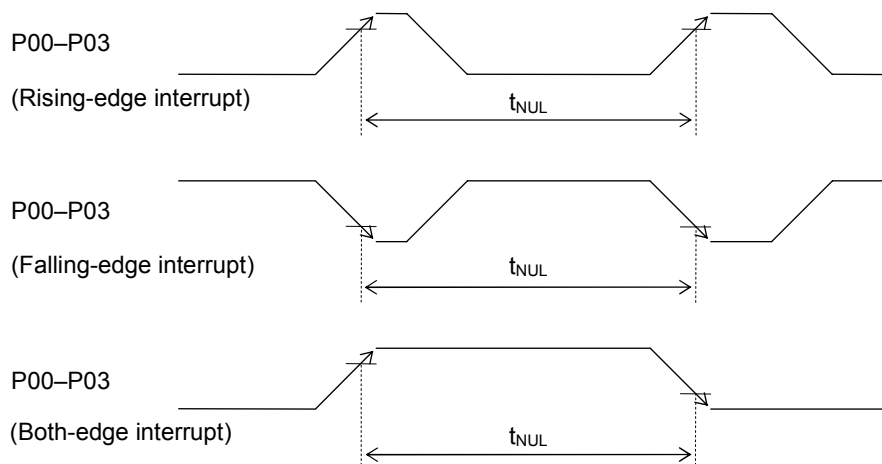 P00–P03
(Rising-edge interrupt)
tNUL
P00–P03
(Falling-edge interrupt)
tNUL
P00–P03
(Both-edge interrupt)
tNUL